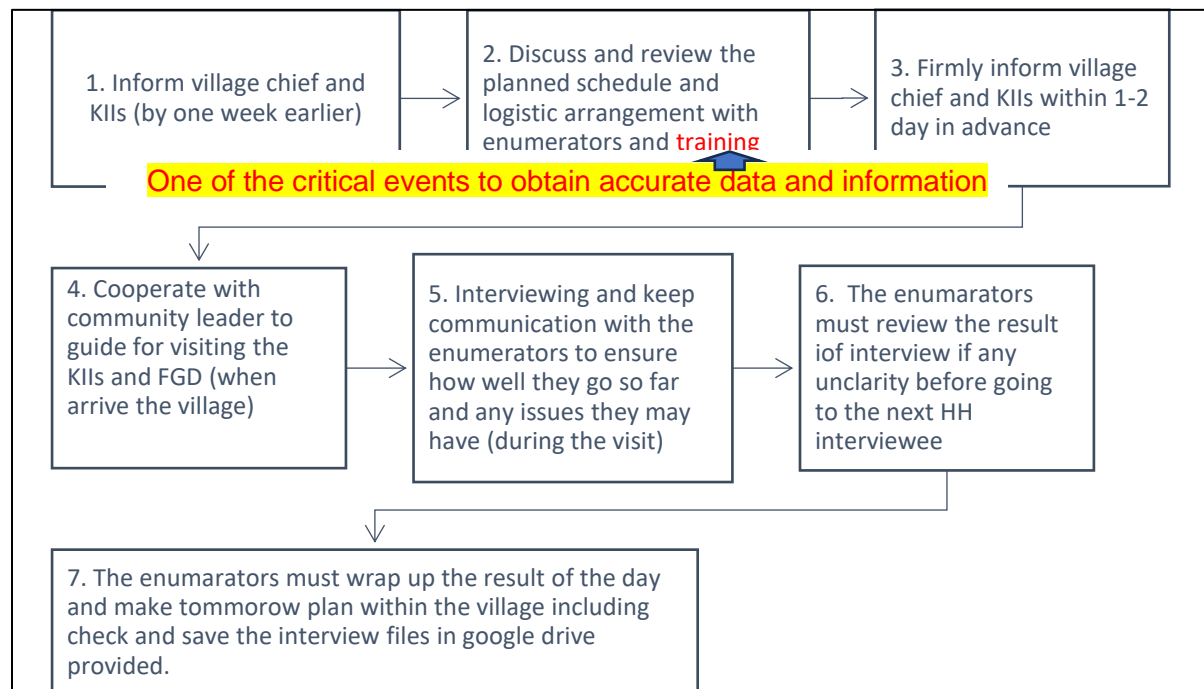 1. Inform village chief and
KIIs (by one week earlier)
2. Discuss and review the
planned schedule and
logistic arrangement with
enumerators and training
3. Firmly inform village
chief and KIIs within 1-2
day in advance
One of the critical events to obtain accurate data and information
4. Cooperate with
community leader to
guide for visiting the
KIIs and FGD (when
arrive the village)
5. Interviewing and keep
communication with the
enumerators to ensure
how well they go so far
and any issues they may
have (during the visit)
6. The enumarators
must review the result
iof interview if any
unclarity before going
to the next HH
interviewee
7. The enumarators must wrap up the result of the day
and make tommorow plan within the village including
check and save the interview files in google drive
provided.